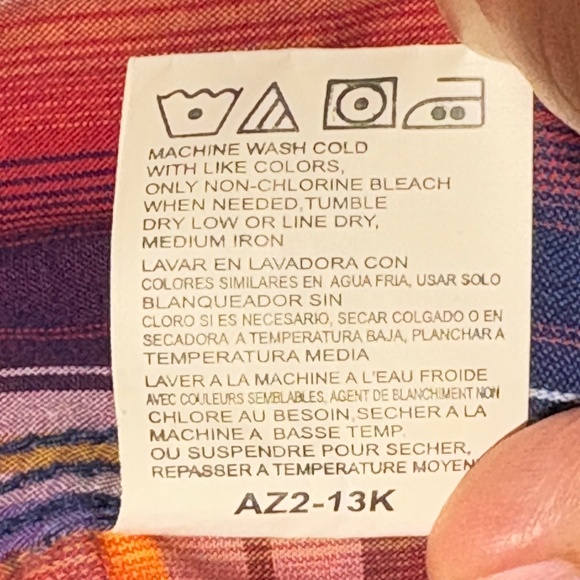 MACHINE WASH COLD
WITH LIKE COLORS,
ONLY NON-CHLORINE BLEACH
WHEN NEEDED,TUMBLE
DRY LOW OR LINE DRY,
MEDIUM IRON
LAVAR EN LAVADORA CON
COLORES SIMILARES EN AGUA FRIA, USAR SOLO
BLANQUEADOR SIN
CLORO SI ES NECESARIO, SECAR COLGADO O EN
SECADORA A TEMPERATURA BAJA, PLANCHAR A
TEMPERATURA MEDIA
LAVER A LA MACHINE A L'EAU FROIDE
AVEC COULEURS SEMBLABLES, AGENT DE BLANCHIMENT NON
CHLORE AU BESOIN,SECHER A LA
MACHINE A BASSE TEMP.
OU SUSPENDRE POUR SECHER,
REPASSER A TEMPERATURE MOYEN
AZ2-13K